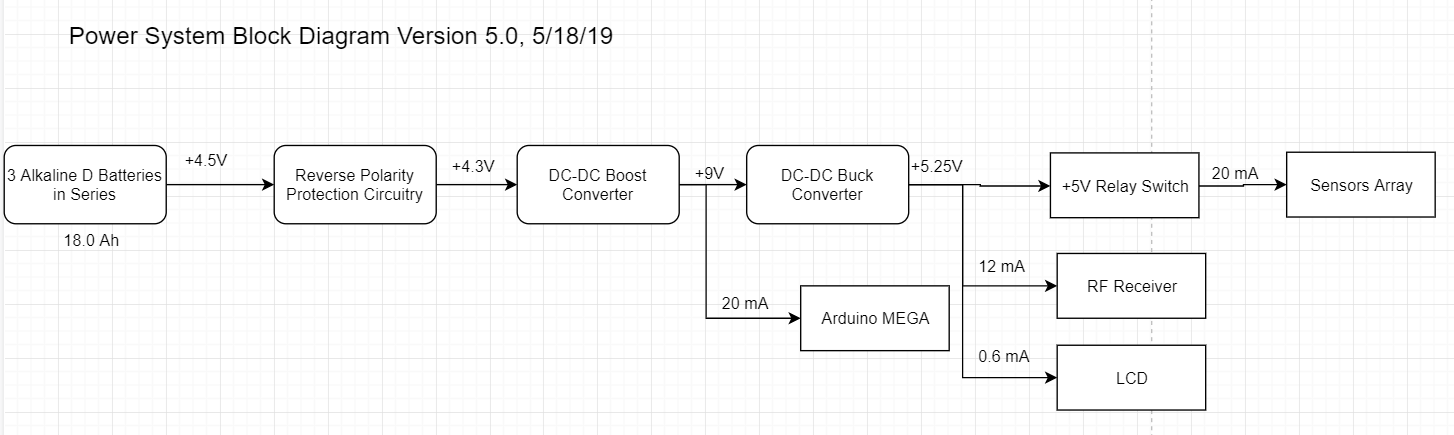 Power System Block Diagram Version 5.0, 5/18/19
3 Alkaline D Batteries
in Series
18.0 Ah
+4.5V
Reverse Polarity
Protection Circuitry
+4.3V
DC-DC Boost
Converter
+9V
DC-DC Buck
Converter
+5.25V
+5V Relay Switch
20 mA
Sensors Array
12 mA
RF Receiver
20 mA
Arduino MEGA
0.6 mA
LCD